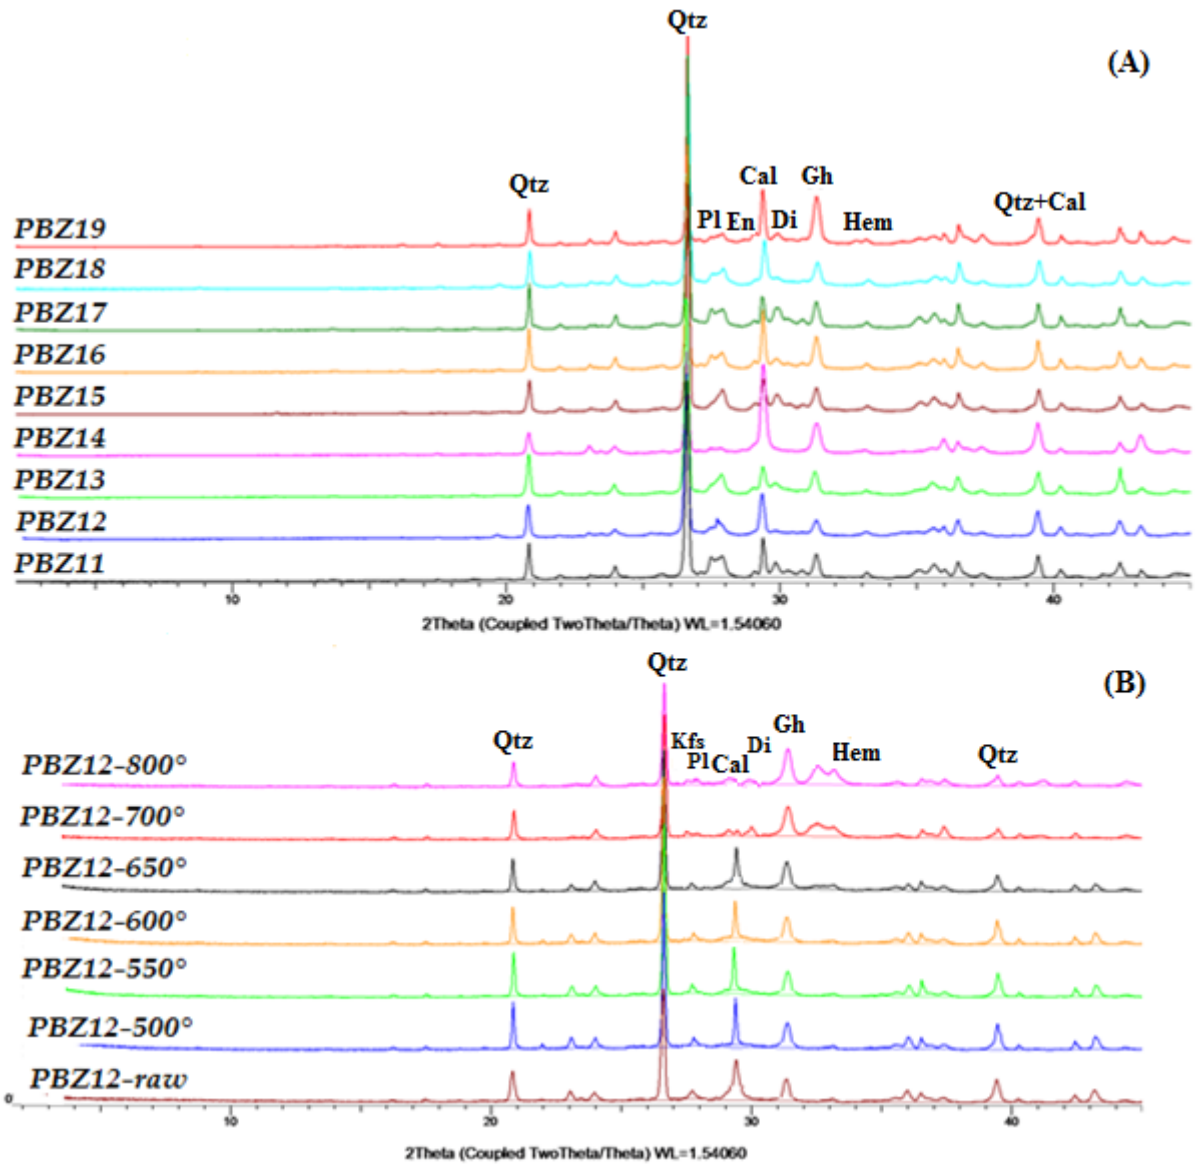 Qtz
(A)
Qtz
Cal
Gh
Pl
En
Di
Hem
Qtz+Cal
PBZ19
PBZ18
PBZ17
PBZ16
PBZ15
PBZ14
PBZ13
PBZ12
PBZ11
10
20
30
40
2Theta (Coupled TwoTheta/Theta) WL=1.54060
Qtz
(B)
Qtz
Kfs
Pl
Cal
Di
Gh
Hem
Qtz
PBZ12-800°
PBZ12-700°
PBZ12-650°
PBZ12-600°
PBZ12-550°
PBZ12-500°
PBZ12-raw
0
10
20
30
40
2Theta (Coupled TwoTheta/Theta) WL=1.54060